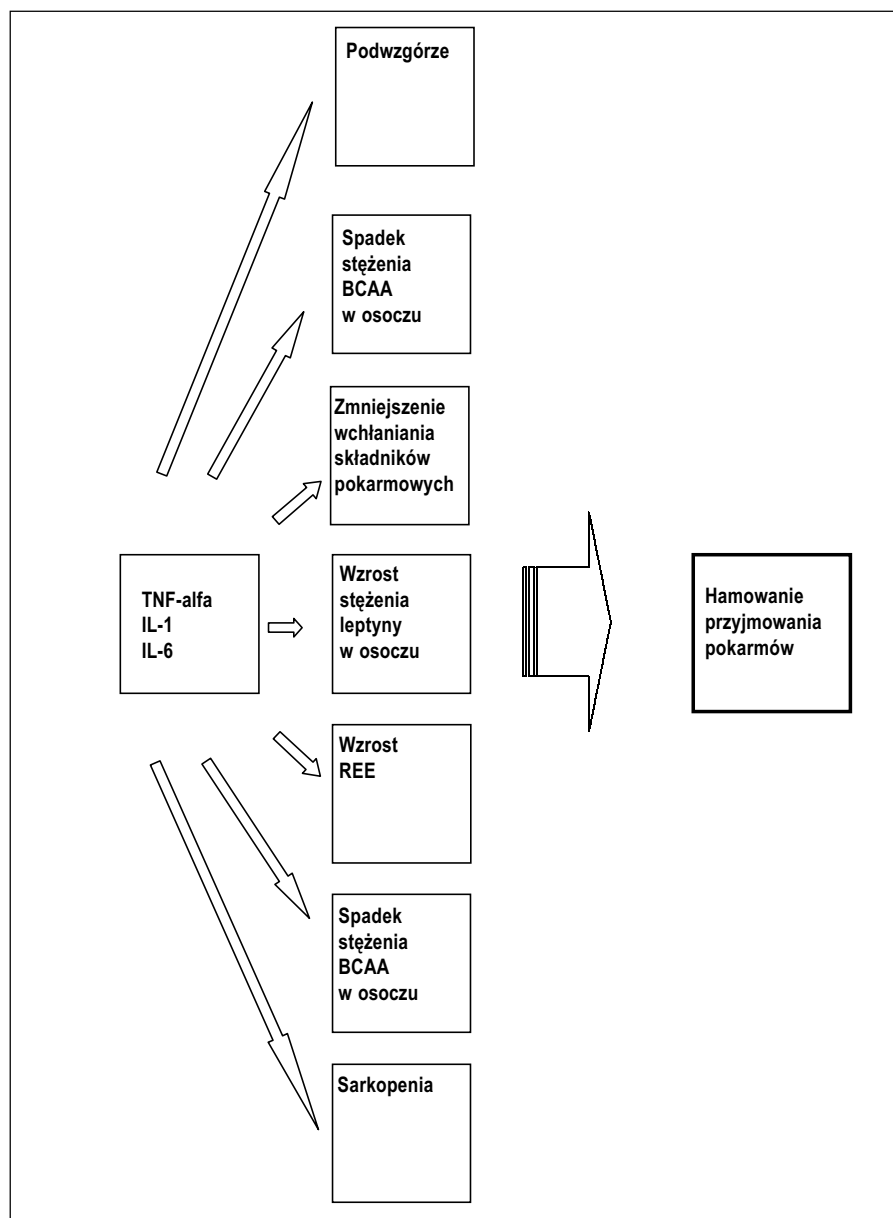 Podwzgórze
Spadek
stężenia
BCAA
w osoczu
Zmniejszenie
wchłaniania
składników
pokarmowych
TNF-alfa
IL-1
IL-6
Wzrost
stężenia
leptyny
w osoczu
Hamowanie
przyjmowania
pokarmów
Wzrost
REE
Spadek
stężenia
BCAA
w osoczu
Sarkopenia